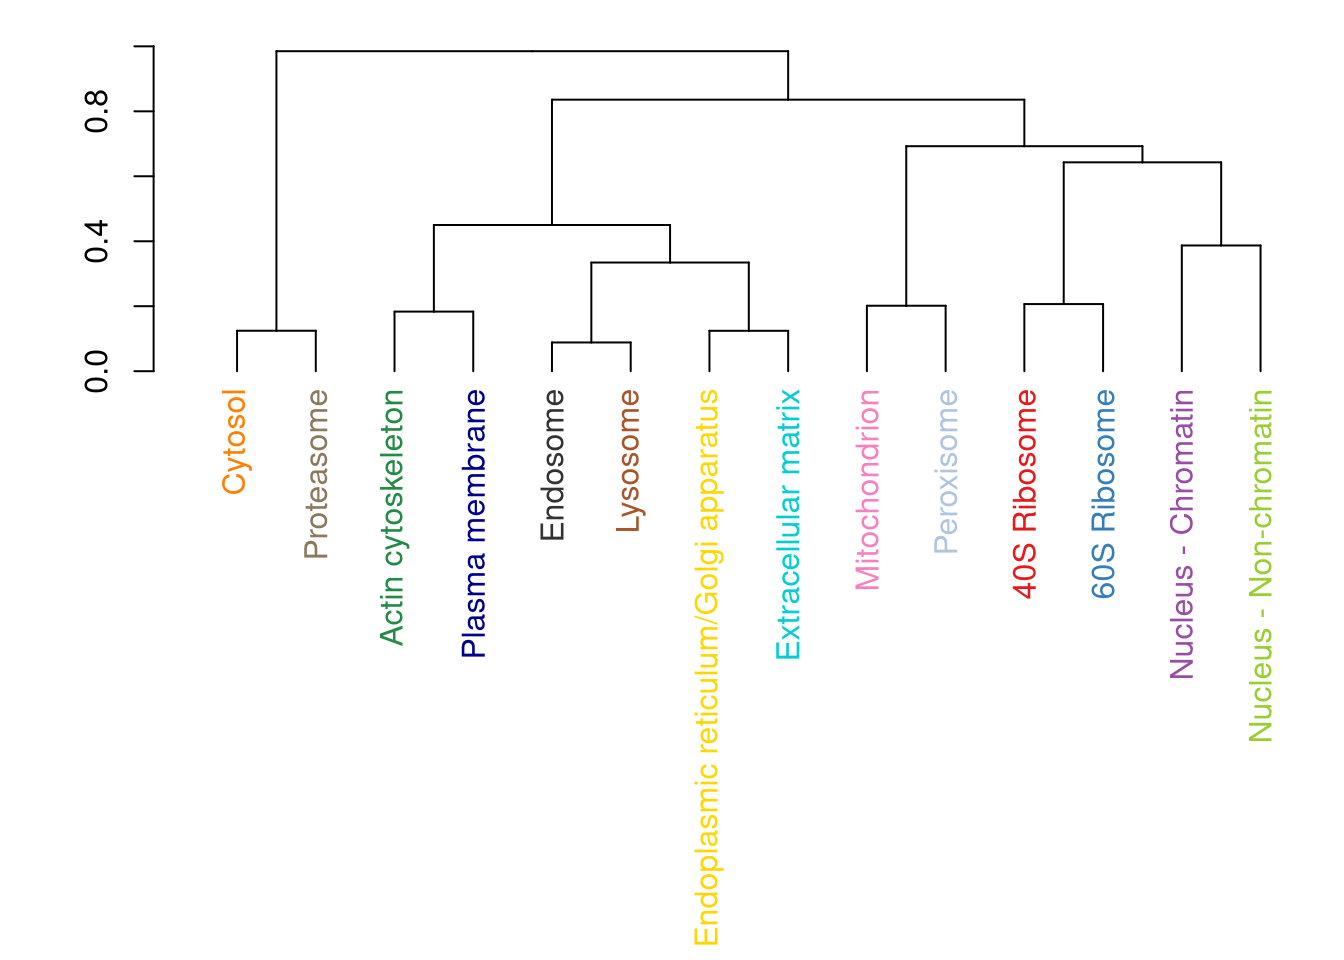 0.8
0.4
0.0
Cytosol
Proteasome
Actin cytoskeleton
Plasma membrane
Endosome
Lysosome
Endoplasmic reticulum/Golgi apparatus
Extracellular matrix
Mitochondrion
Peroxisome
40S Ribosome
60S Ribosome
Nucleus - Chromatin
Nucleus - Non-chromatin